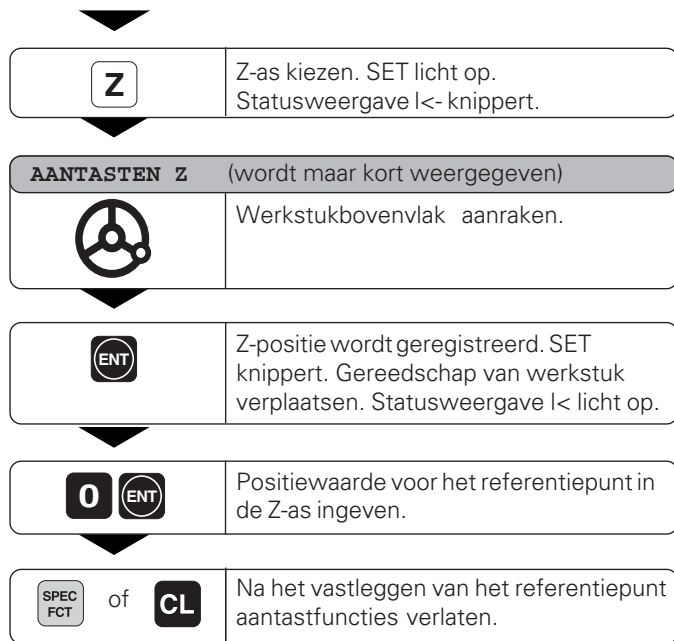 Z
Z-as kiezen. SET licht op.
Statusweergave I<- knippert.
AANTASTEN Z (wordt maar kort weergegeven)
Werkstukbovenvlak aanraken.
ENT
Z-positie wordt geregistreerd. SET
knippert. Gereedschap van werkstuk
verplaatsen. Statusweergave I< licht op.
0 ENT
Positiewaarde voor het referentiepunt in
de Z-as ingeven.
SPEC
FCT of CL
Na het vastleggen van het referentiepunt
aantastfuncties verlaten.